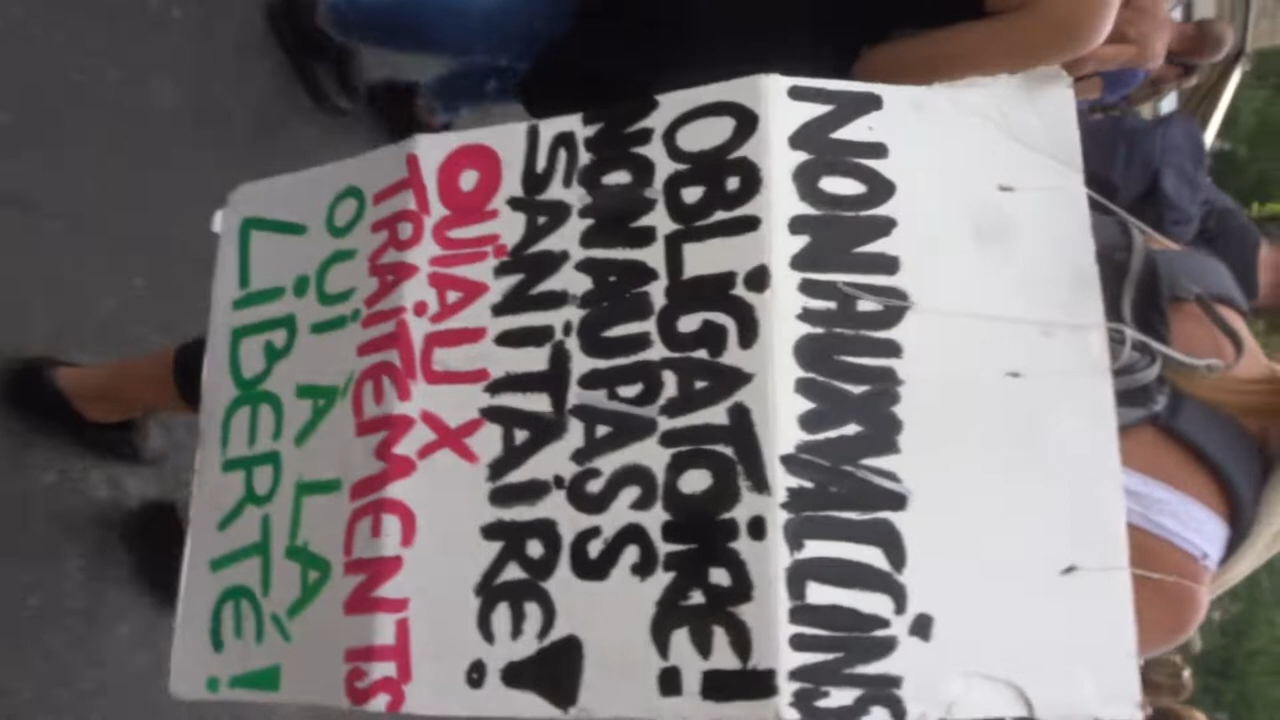 NON AUX VACCINS
OBLIGATOIRE!
NON AU PASS
SANiTAiRE!
OUi AUX
TRAiTEMENTS
OUi À LA
LiBERTÉ!